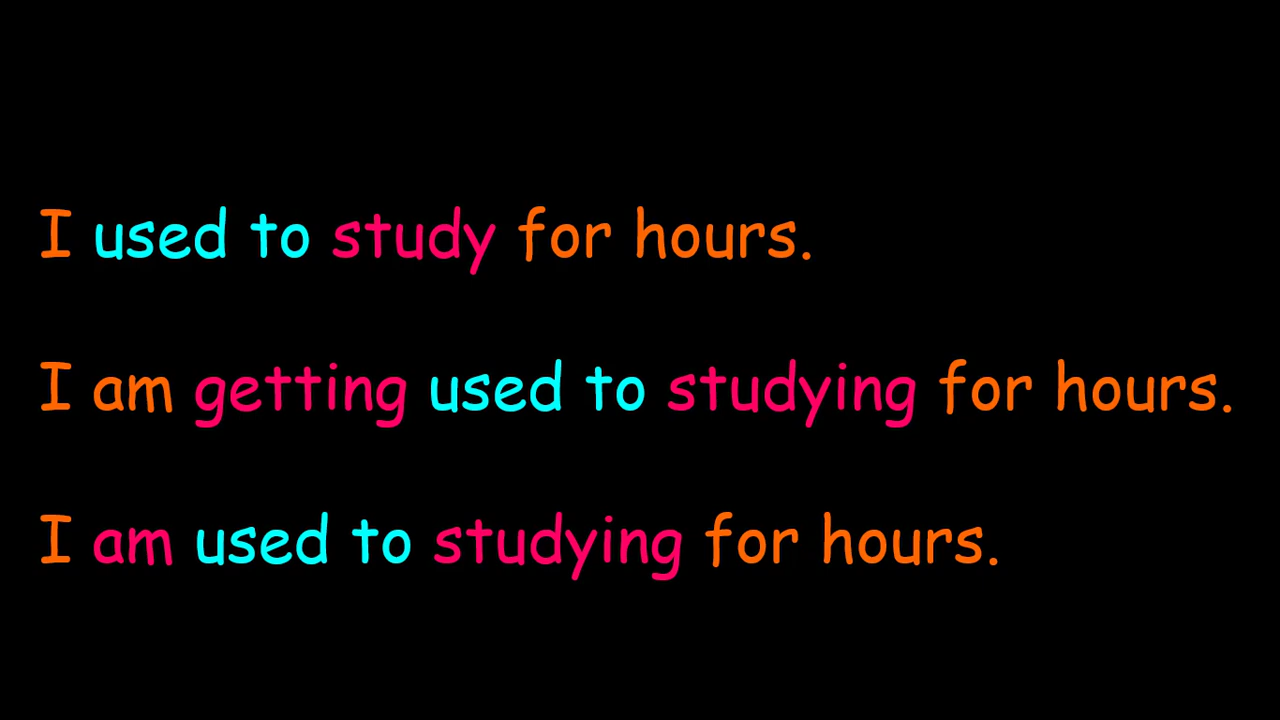 I used to study for hours.
I am getting used to studying for hours.
I am used to studying for hours.